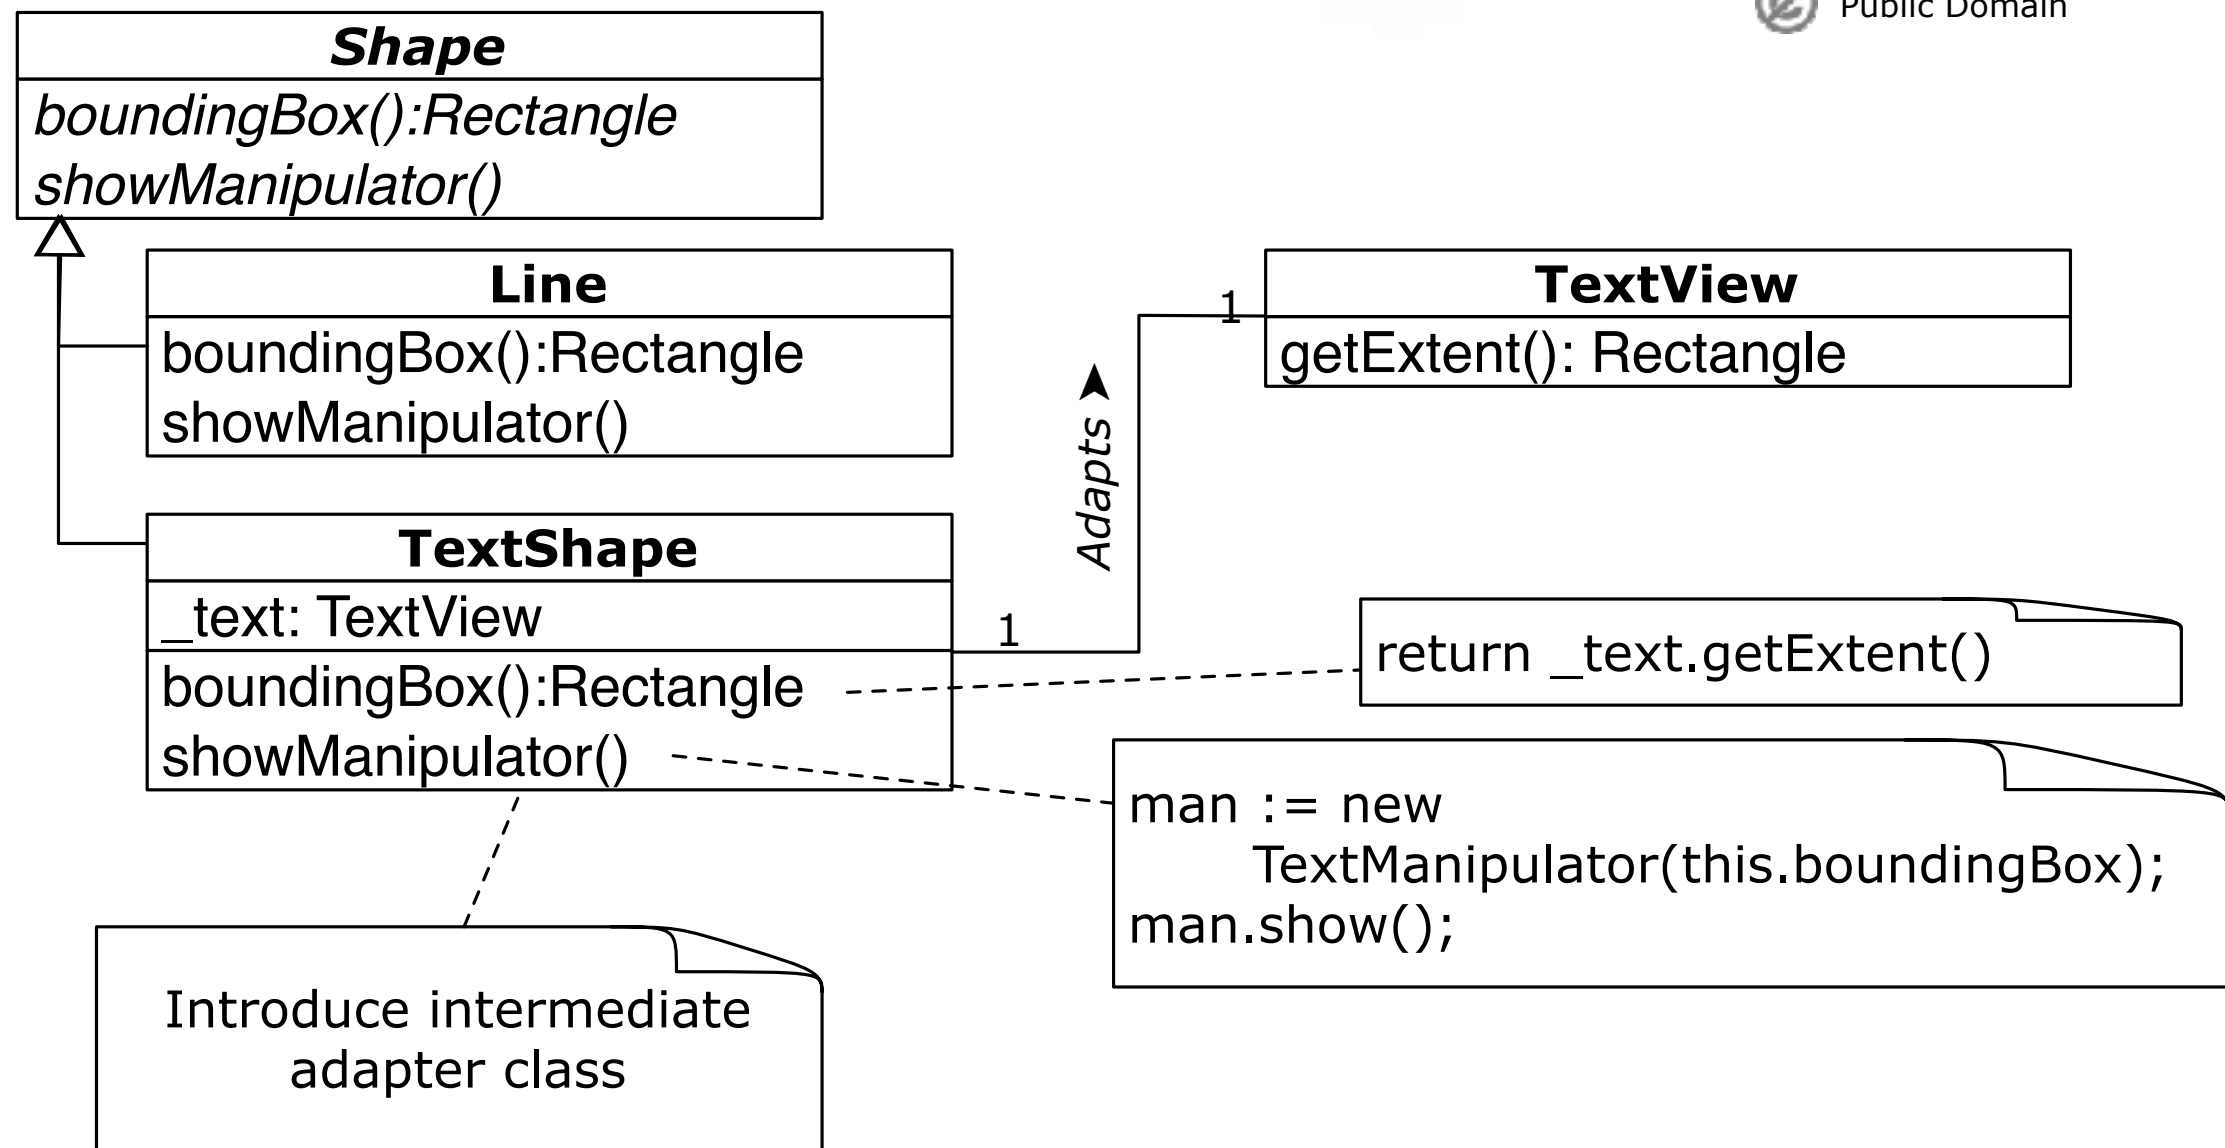 Public Domain
Shape
boundingBox():Rectangle
showManipulator()
Line
boundingBox():Rectangle
showManipulator()
TextView
getExtent(): Rectangle
1
Adapts
TextShape
_text: TextView
boundingBox():Rectangle
showManipulator()
1
return _text.getExtent()
man := new
TextManipulator(this.boundingBox);
man.show();
Introduce intermediate
adapter class